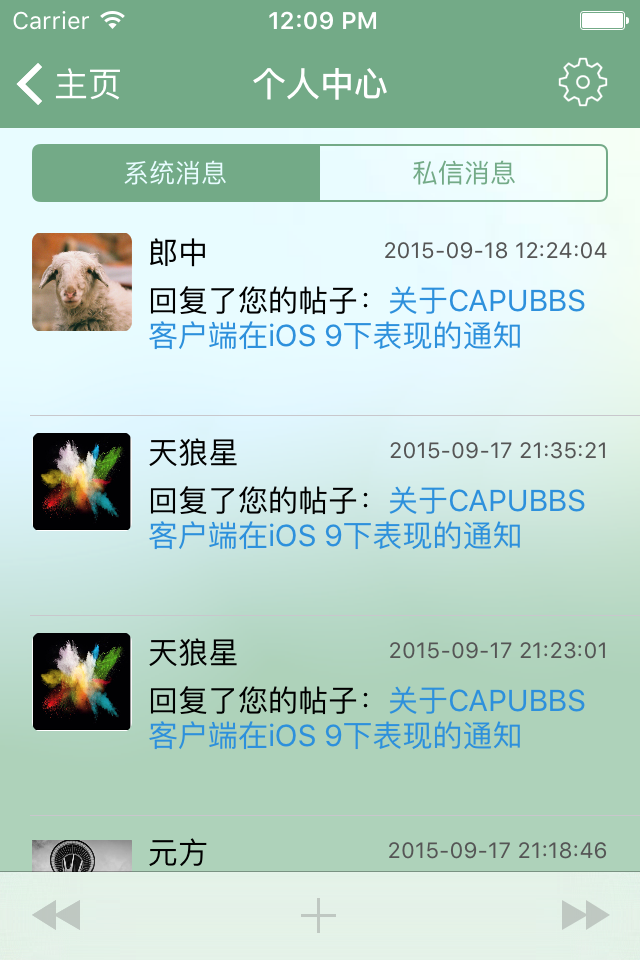 Carrier 12:09 PM
主页 个人中心
系统消息 私信消息
郎中 2015-09-18 12:24:04
回复了您的帖子：关于CAPUBBS
客户端在iOS 9下表现的通知
天狼星 2015-09-17 21:35:21
回复了您的帖子：关于CAPUBBS
客户端在iOS 9下表现的通知
天狼星 2015-09-17 21:23:01
回复了您的帖子：关于CAPUBBS
客户端在iOS 9下表现的通知
元方 2015-09-17 21:18:46